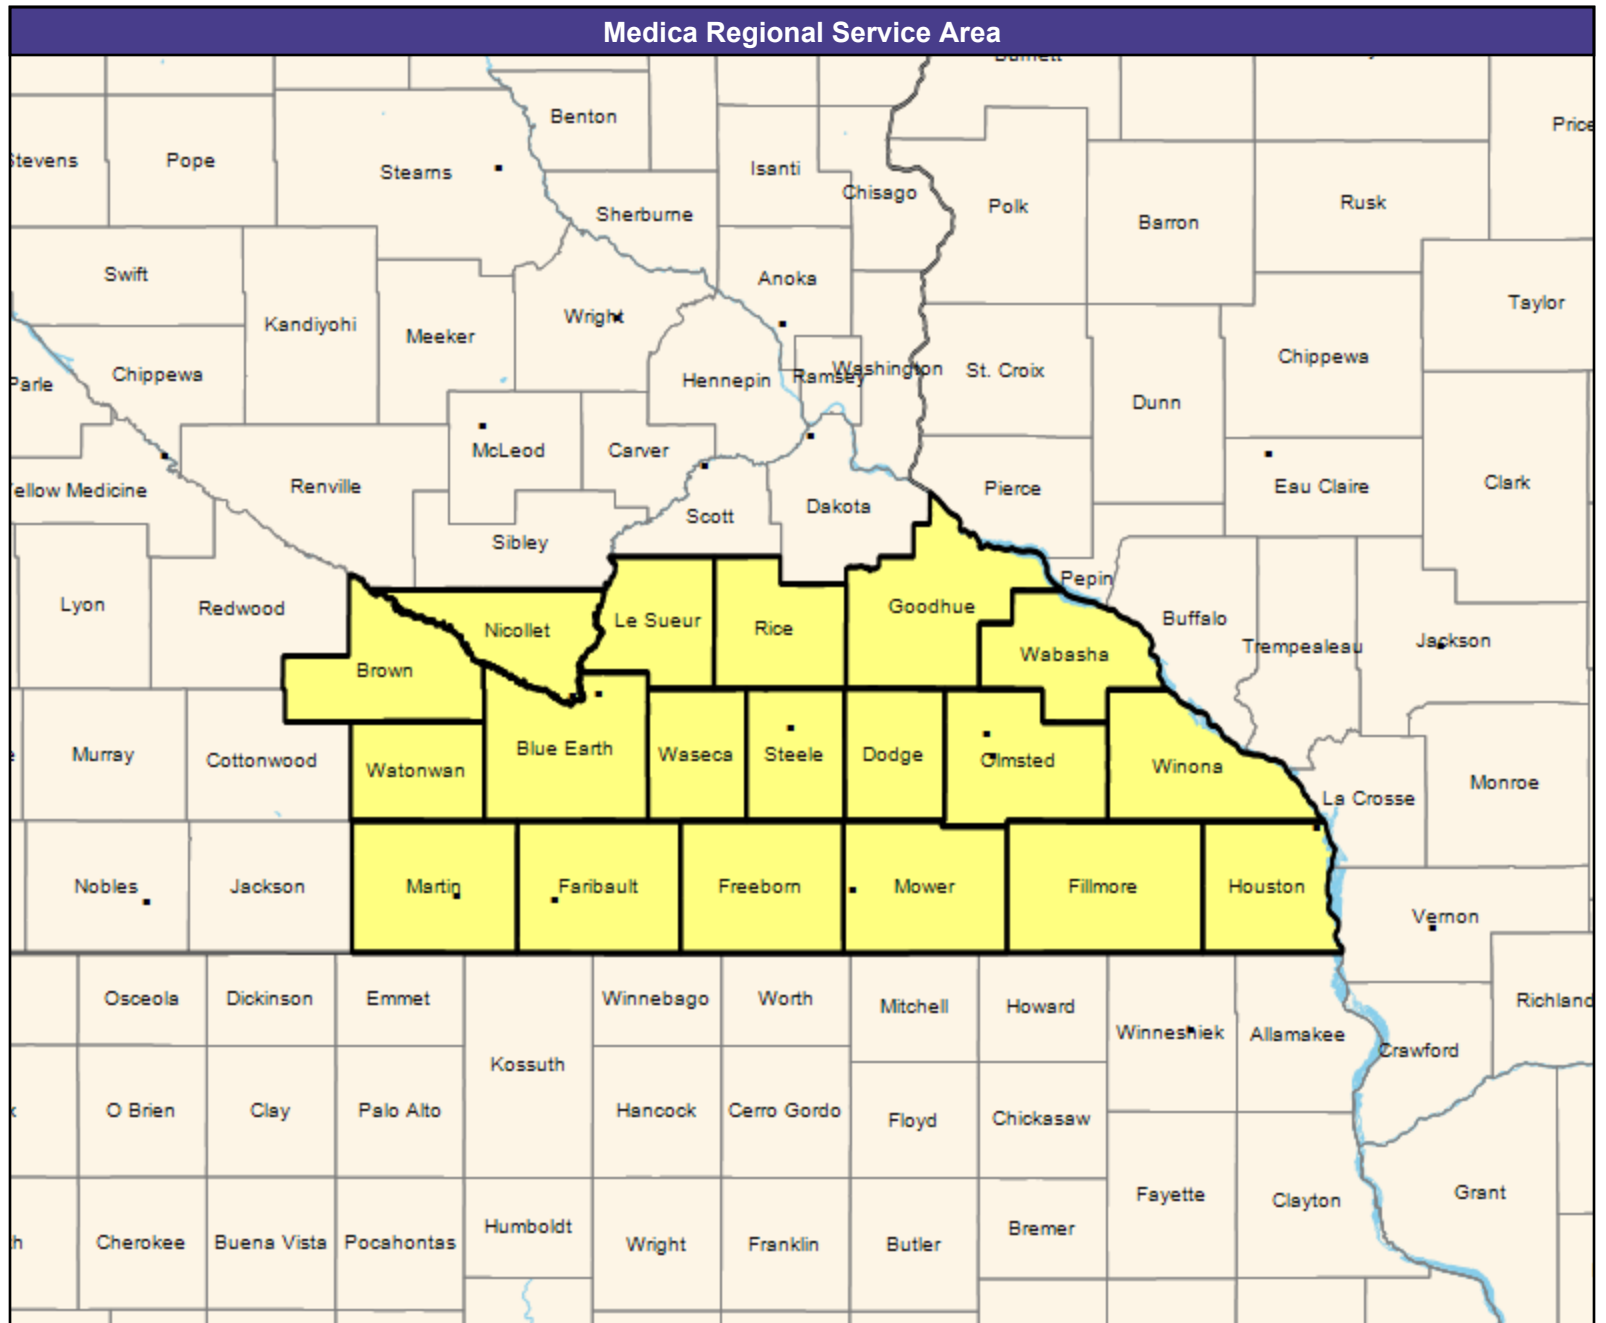 Medica Regional Service Area
Price
Benton
Stevens
Pope
Isanti
Stearns
Chisago
Rusk
Polk
Sherburne
Barron
Swift
Anoka
Taylor
Wright
Kandiyohi
Meeker
Chippewa
Chippewa
Washington
St. Croix
Ramsey
Hennepin
Parle
Dunn
McLeod
Carver
Clark
Renville
Eau Claire
Pierce
ellow Medicine
Dakota
Scott
Sibley
Pepin
Lyon
Redwood
Goodhue
Le Sueur
Buffalo
Rice
Nicollet
Jackson
Trempealeau
Wabasha
Brown
Blue Earth
Murray
Waseca
Steele
Dodge
Cottonwood
Olmsted
Winona
Watonwan
Monroe
La Crosse
Nobles
Jackson
Martin
Faribault
Freeborn
Mower
Fillmore
Houston
Vernon
Osceola
Dickinson
Emmet
Winnebago
Worth
Richland
Mitchell
Howard
Winneshiek
Allamakee
Crawford
Kossuth
O Brien
Clay
Palo Alto
Hancock
Cerro Gordo
Floyd
Chickasaw
Grant
Fayette
Clayton
Humboldt
Bremer
h
Cherokee
Buena Vista
Pocahontas
Wright
Franklin
Butler